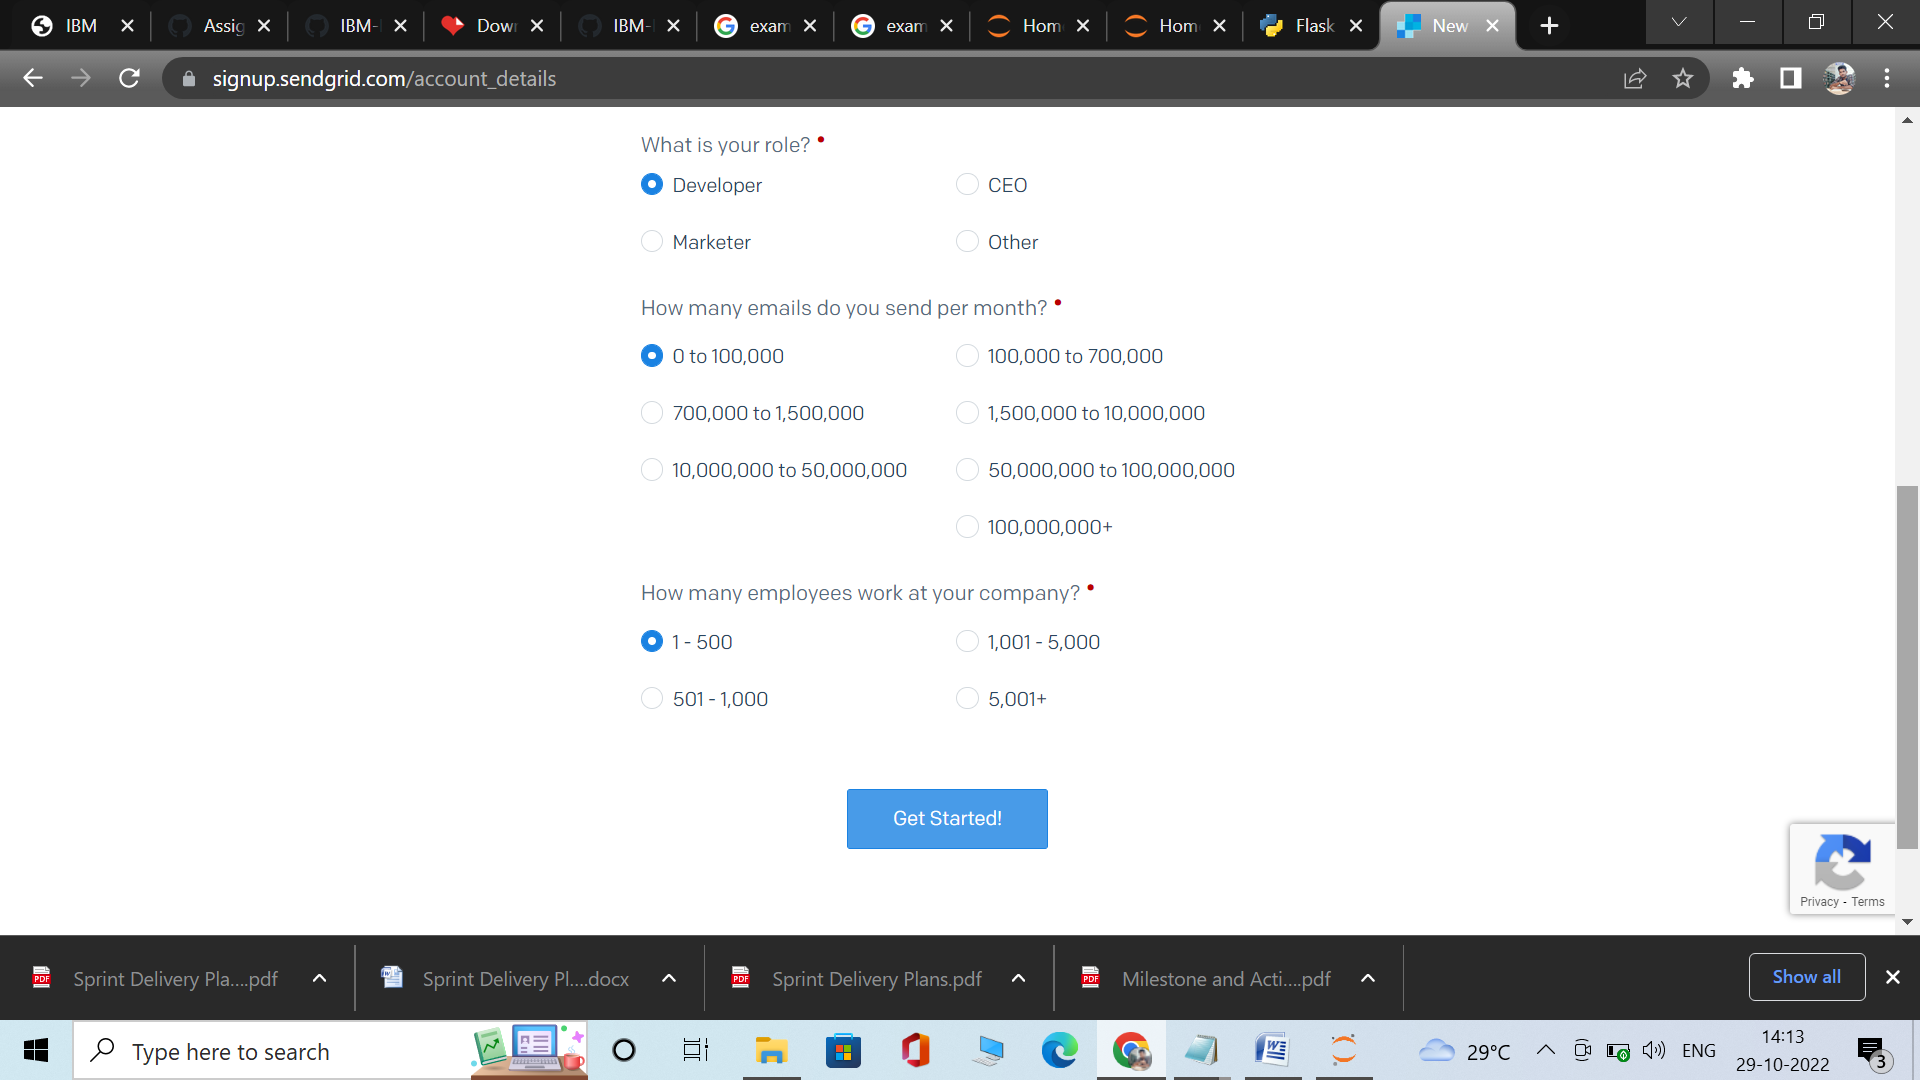 IBM
Assig
IBM-
Dow
IBM-
exam
exam
Hom
Hom
Flask
New
signup.sendgrid.com/account_details
What is your role? •
Developer
CEO
Marketer
Other
How many emails do you send per month? •
0 to 100,000
100,000 to 700,000
700,000 to 1,500,000
1,500,000 to 10,000,000
10,000,000 to 50,000,000
50,000,000 to 100,000,000
100,000,000+
How many employees work at your company? •
1 - 500
1,001 - 5,000
501 - 1,000
5,001+
Get Started!
Privacy - Terms
Sprint Delivery Pla....pdf
Sprint Delivery Pl....docx
Sprint Delivery Plans.pdf
Milestone and Acti....pdf
Show all
Type here to search
29°C
ENG
14:13
29-10-2022
3